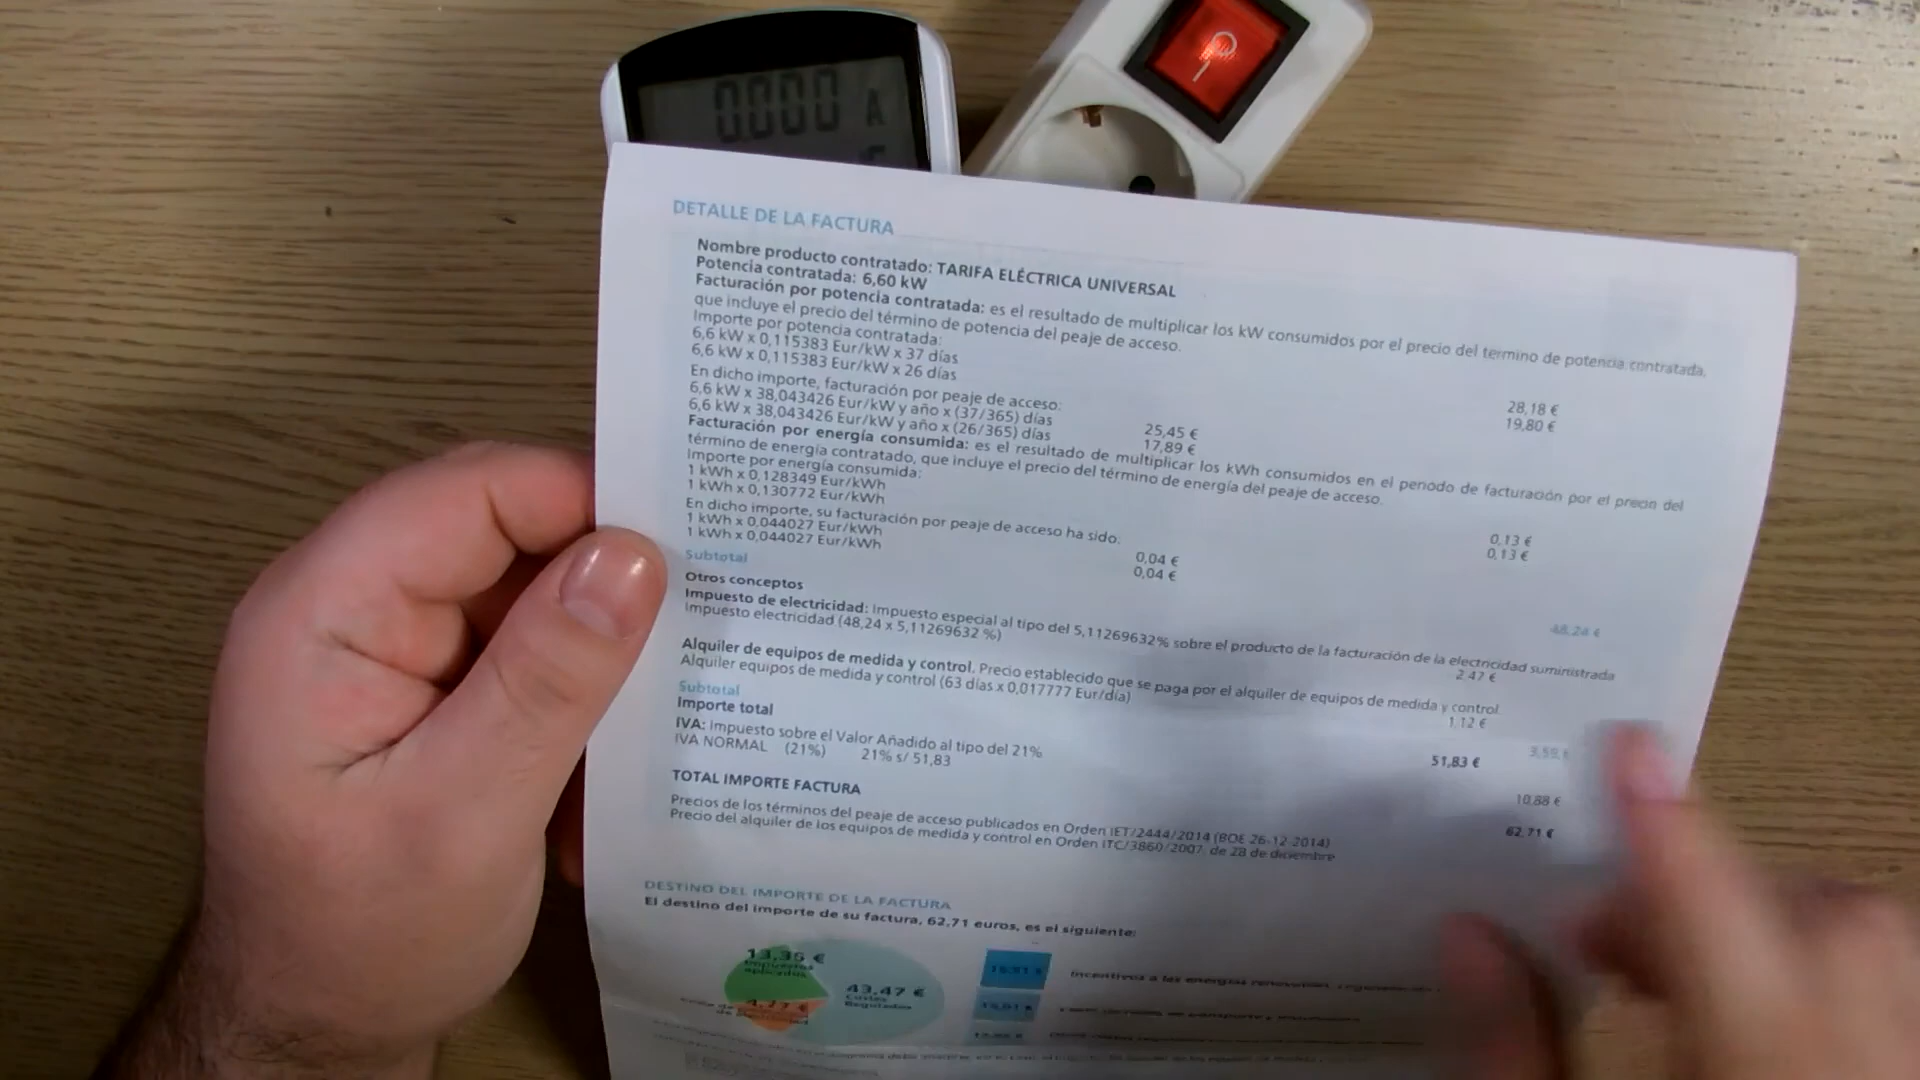 0.000 A
DETALLE DE LA FACTURA
Nombre producto contratado: TARIFA ELÉCTRICA UNIVERSAL
Potencia contratada: 6,60 kW
Facturación por potencia contratada: es el resultado de multiplicar los kW consumidos por el precio del termino de potencia contratada,
que incluye el precio del término de potencia del peaje de acceso.
Importe por potencia contratada:
6,6 kW x 0,115383 Eur/kW x 37 días 28,18 €
6,6 kW x 0,115383 Eur/kW x 26 días 19,80 €
En dicho importe, facturación por peaje de acceso:
6,6 kW x 38,043426 Eur/kW y año x (37/365) días 25,45 €
6,6 kW x 38,043426 Eur/kW y año x (26/365) días 17,89 €
Facturación por energía consumida: es el resultado de multiplicar los kWh consumidos en el periodo de facturación por el precio del
término de energía contratado, que incluye el precio del término de energía del peaje de acceso.
Importe por energía consumida:
1 kWh x 0,128349 Eur/kWh 0,13 €
1 kWh x 0,130772 Eur/kWh 0,13 €
En dicho importe, su facturación por peaje de acceso ha sido:
1 kWh x 0,044027 Eur/kWh 0,04 €
1 kWh x 0,044027 Eur/kWh 0,04 €
Subtotal 48,24 €
Otros conceptos
Impuesto de electricidad: Impuesto especial al tipo del 5,11269632% sobre el producto de la facturación de la electricidad suministrada
Impuesto electricidad (48,24 x 5,11269632 %) 2,47 €
Alquiler de equipos de medida y control. Precio establecido que se paga por el alquiler de equipos de medida y control
Alquiler equipos de medida y control (63 días x 0,017777 Eur/día) 1,12 €
Subtotal 3,59 €
Importe total 51,83 €
IVA: Impuesto sobre el Valor Añadido al tipo del 21%
IVA NORMAL (21%) 21% s/ 51,83 10,88 €
TOTAL IMPORTE FACTURA 62,71 €
Precios de los términos del peaje de acceso publicados en Orden IET/2444/2014 (BOE 26-12-2014)
Precio del alquiler de los equipos de medida y control en Orden ITC/3860/2007, de 28 de diciembre
DESTINO DEL IMPORTE DE LA FACTURA
El destino del importe de su factura, 62,71 euros, es el siguiente:
13,35 €
Impuestos
aplicados
43,47 €
Costes
Regulados
Incentivos a las energías